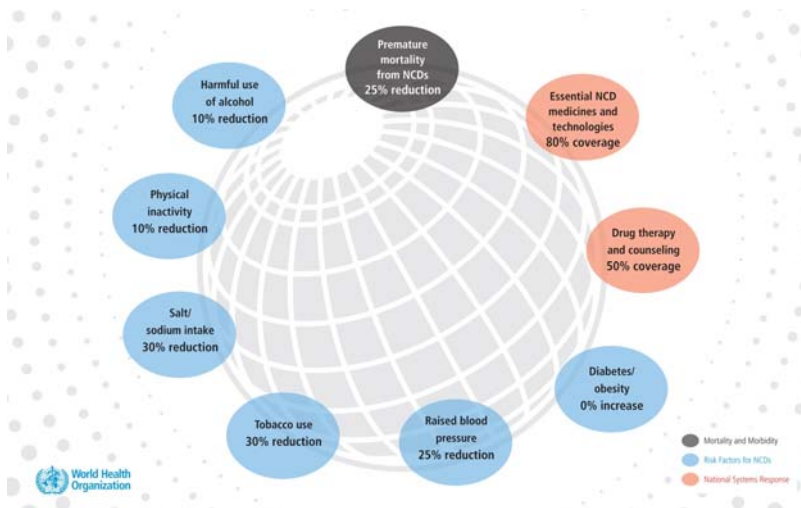 Premature
mortality
from NCDs
25% reduction
Harmful use
of alcohol
10% reduction
Essential NCD
medicines and
technologies
80% coverage
Physical
inactivity
10% reduction
Drug therapy
and counseling
50% coverage
Salt/
sodium intake
30% reduction
Diabetes/
obesity
0% increase
Tobacco use
30% reduction
Raised blood
pressure
25% reduction
Mortality and Morbidity
Risk Factors for NCDs
National Systems Response
World Health
Organization